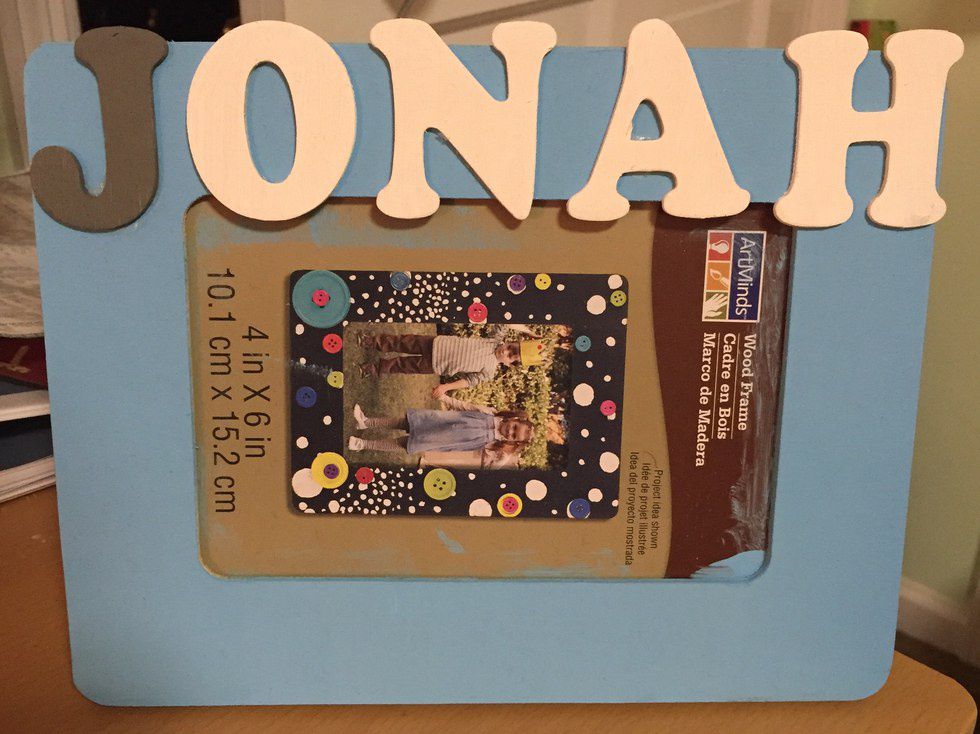 JONAH
ArtMinds
Wood Frame
Cadre en Bois
Marco de Madera
4 in X 6 in
10.1 cm x 15.2 cm
Project idea shown
Idée de projet illustrée
Idea del proyecto mostrada